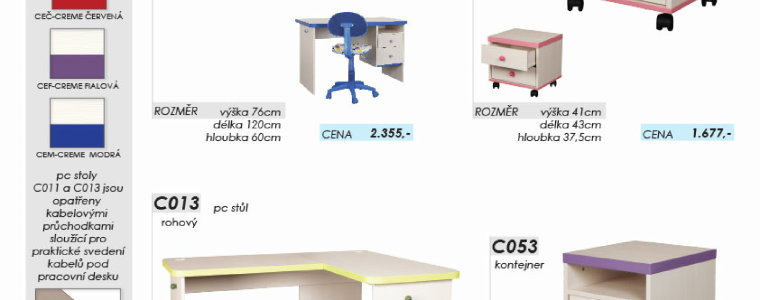 CEČ-CREME ČERVENÁ
CEF-CREME FIALOVÁ
CEM-CREME MODRÁ
pc stoly
C011 a C013 jsou
opatřeny
kabelovými
průchodkami
sloužící pro
praktické svedení
kabelů pod
pracovní desku
ROZMĚR výška 76cm
délka 120cm
hloubka 60cm
CENA 2.355,-
ROZMĚR výška 41cm
délka 43cm
hloubka 37,5cm
CENA 1.677,-
C013 pc stůl
rohový
C053
kontejner